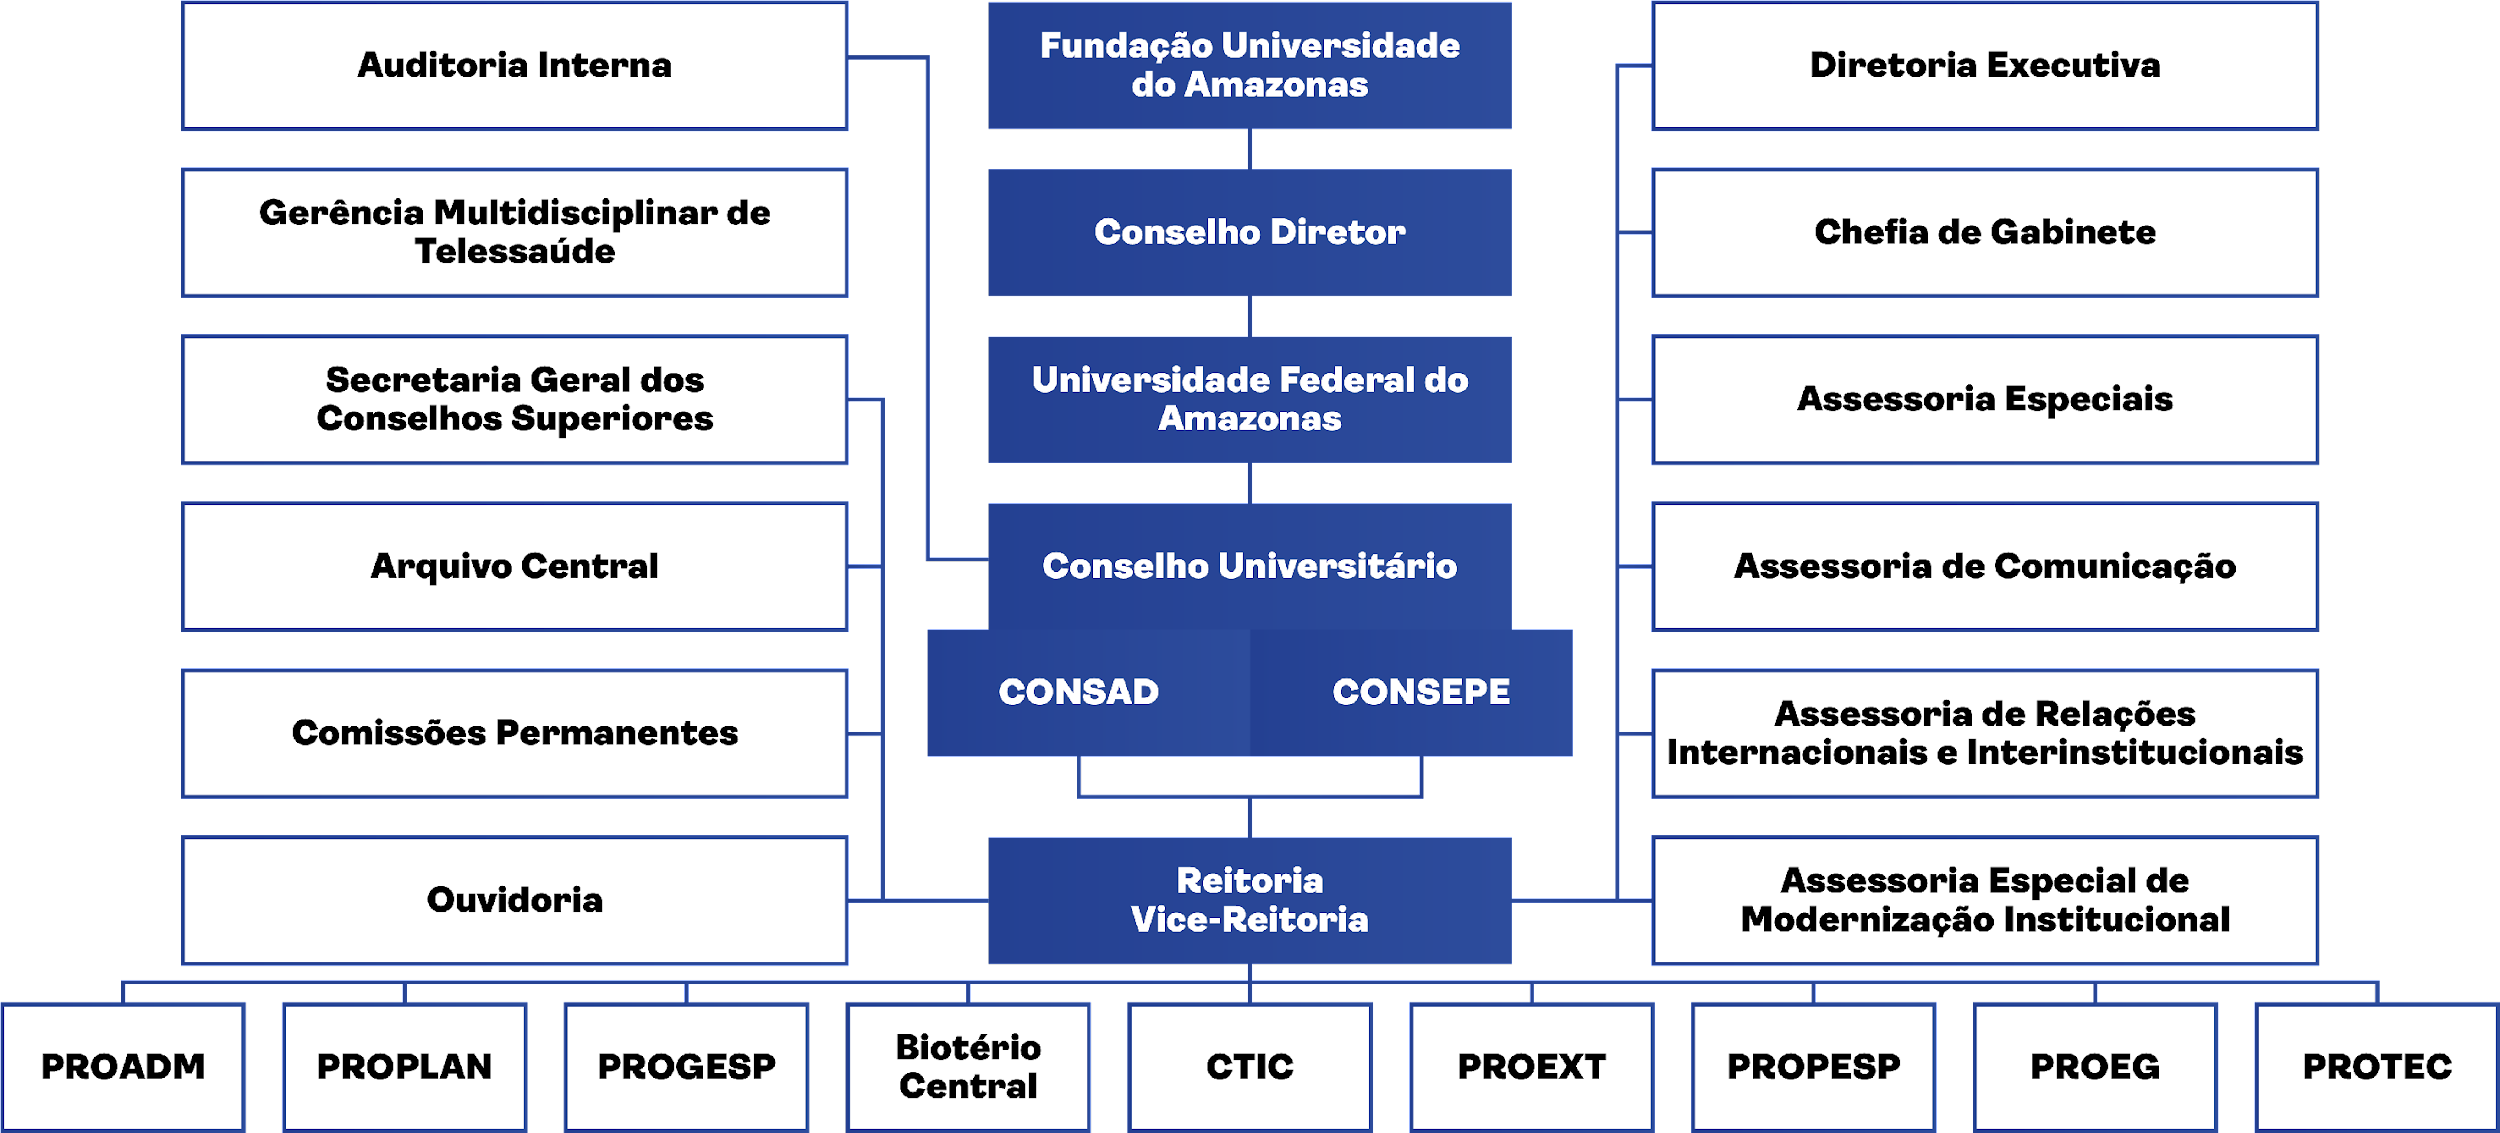 Auditoria Interna
Fundação Universidade
do Amazonas
Diretoria Executiva
Gerência Multidisciplinar de
Telessaúde
Conselho Diretor
Chefia de Gabinete
Secretaria Geral dos
Conselhos Superiores
Universidade Federal do
Amazonas
Assessoria Especiais
Arquivo Central
Conselho Universitário
Assessoria de Comunicação
CONSAD
CONSEPE
Comissões Permanentes
Assessoria de Relações
Internacionais e Interinstitucionais
Ouvidoria
Reitoria
Vice-Reitoria
Assessoria Especial de
Modernização Institucional
PROADM
PROPLAN
PROGESP
Biotério
Central
CTIC
PROEXT
PROPESP
PROEG
PROTEC